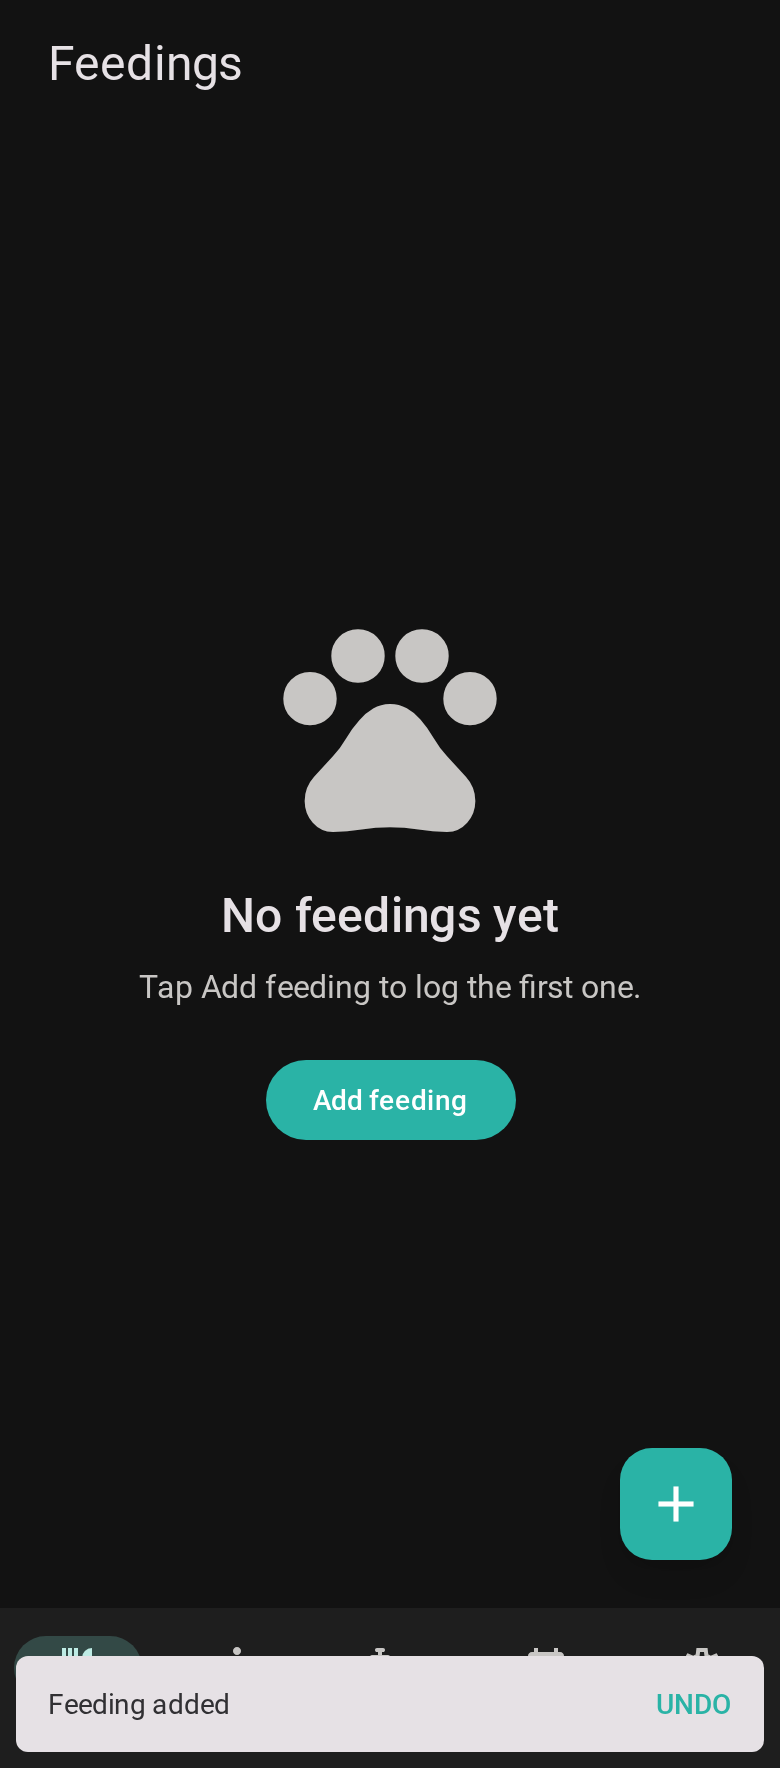 Feedings
No feedings yet
Tap Add feeding to log the first one.
Add feeding
Feeding added
UNDO